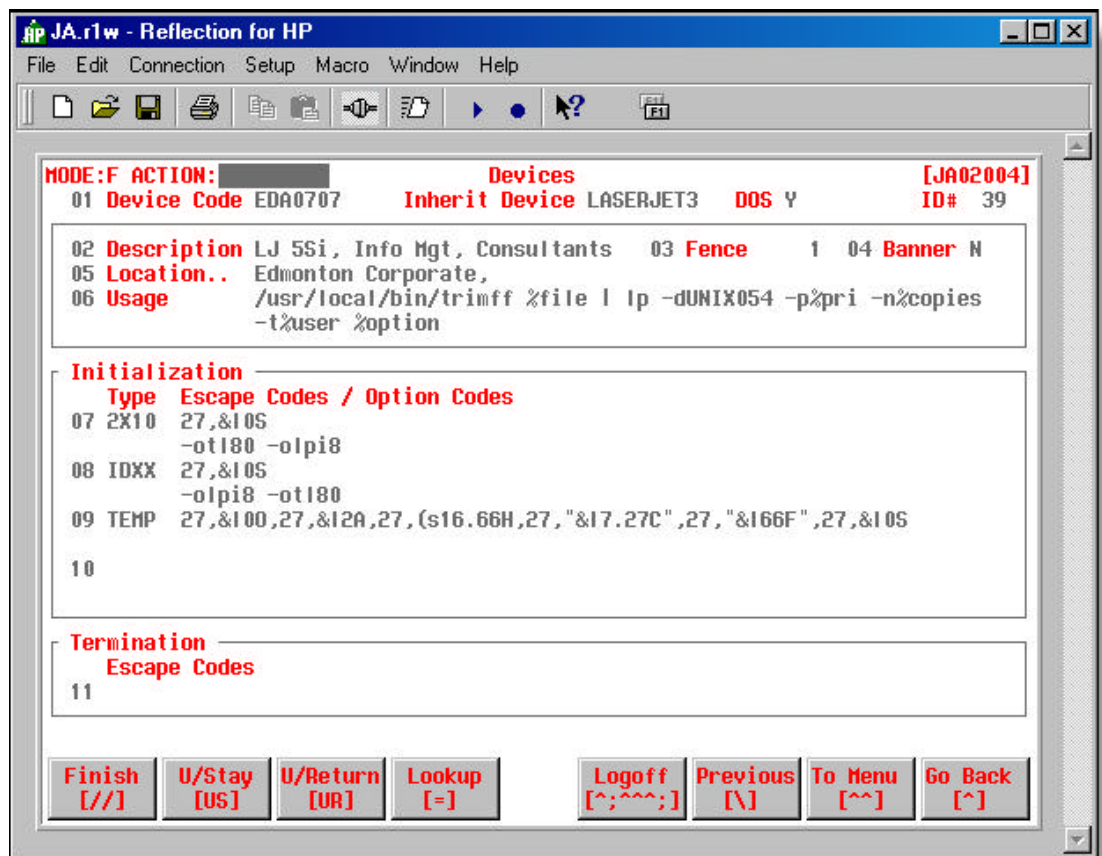 JA.r1w - Reflection for HP
File Edit Connection Setup Macro Window Help
MODE:F ACTION: Devices [JA02004]
01 Device Code EDA0707 Inherit Device LASERJET3 DOS Y ID# 39
02 Description LJ 5Si, Info Mgt, Consultants 03 Fence 1 04 Banner N
05 Location.. Edmonton Corporate,
06 Usage /usr/local/bin/trimff %file | lp -dUNIX054 -p%pri -n%copies
-t%user %option
Initialization
Type Escape Codes / Option Codes
07 2X10 27,&l0S
-otl80 -olpi8
08 IDXX 27,&l0S
-olpi8 -otl80
09 TEMP 27,&l0O,27,&l2A,27,(s16.66H,27,"&l7.27C",27,"&l66F",27,&l0S
10
Termination
Escape Codes
11
Finish U/Stay U/Return Lookup Logoff Previous To Menu Go Back
[//] [US] [UR] [=] [^;^^^;] [\] [^^] [^]